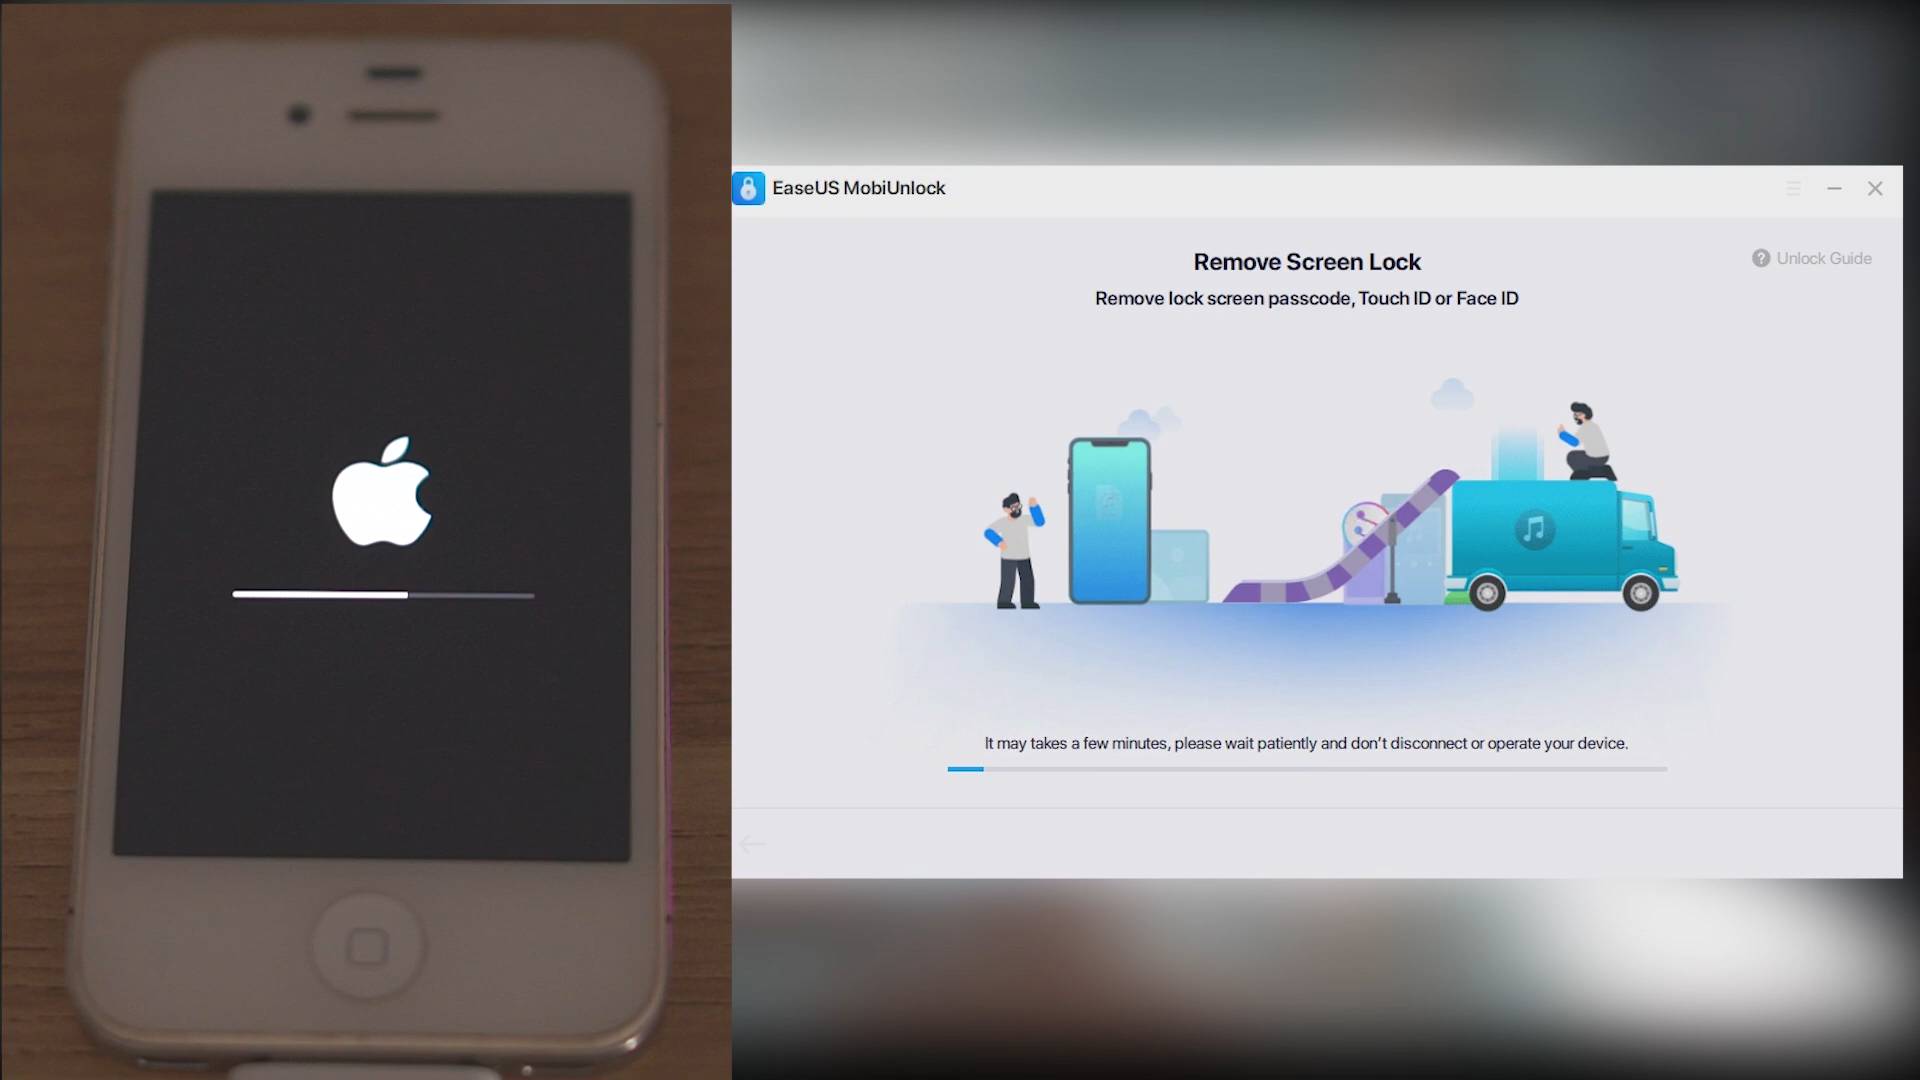 EaseUS MobiUnlock
Remove Screen Lock
Unlock Guide
Remove lock screen passcode, Touch ID or Face ID
It may takes a few minutes, please wait patiently and don't disconnect or operate your device.